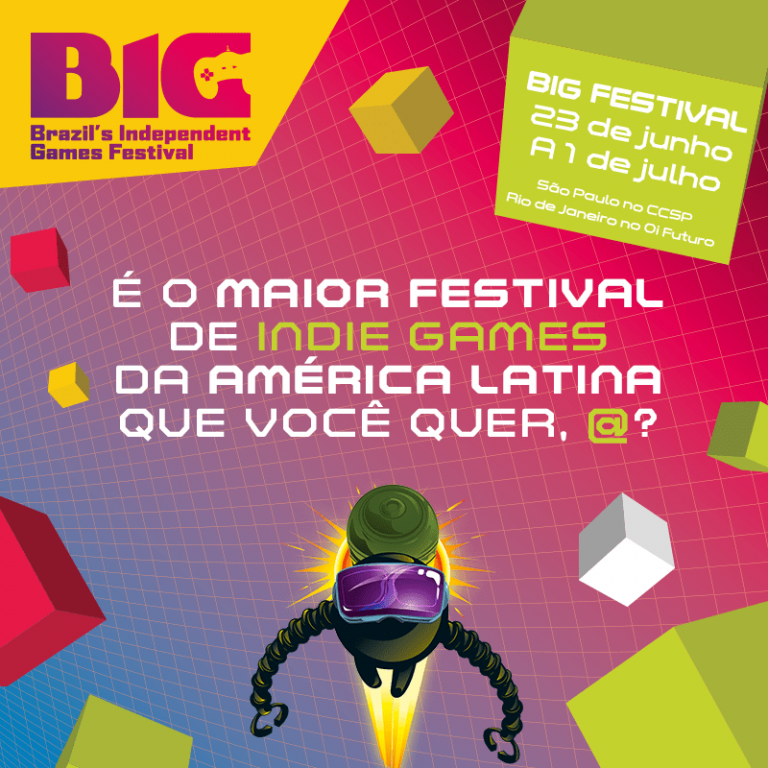 BIG
Brazil's Independent
Games Festival
BIG FESTIVAL
23 de junho
A 1 de julho
São Paulo no CCSP
Rio de Janeiro no Oi Futuro
É O MAIOR FESTIVAL
DE INDIE GAMES
DA AMÉRICA LATINA
QUE VOCÊ QUER, @?